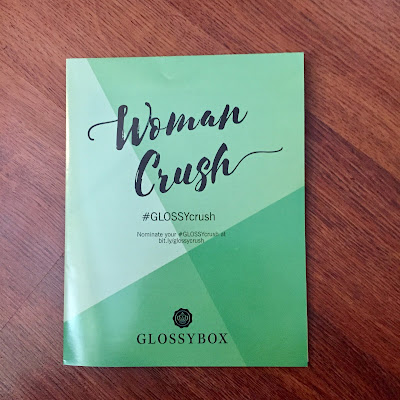 Woman
Crush
#GLOSSYcrush
Nominate your #GLOSSYcrush at
bit.ly/glossycrush
GLOSSYBOX